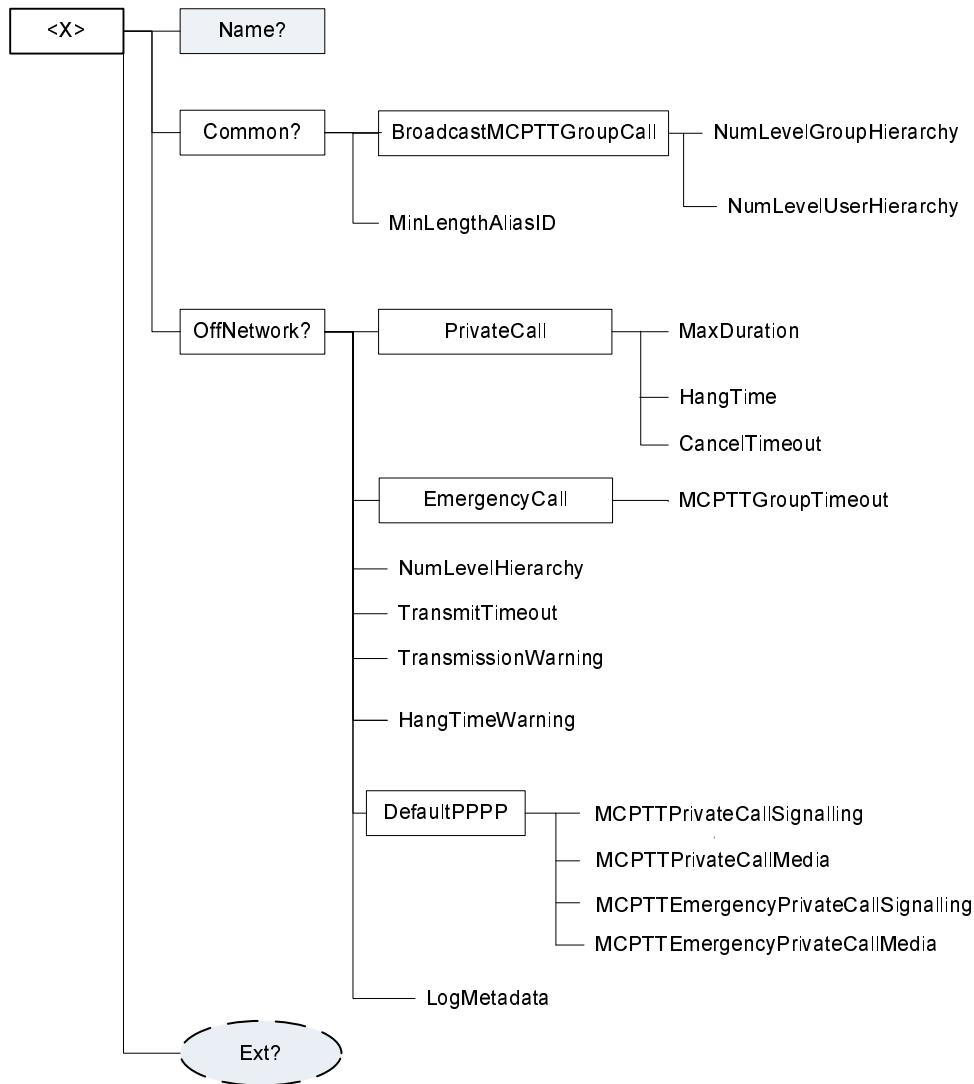 <X>
Name?
Common?
BroadcastMCPTTGroupCall
NumLevelGroupHierarchy
NumLevelUserHierarchy
MinLengthAliasID
OffNetwork?
PrivateCall
MaxDuration
HangTime
CancelTimeout
EmergencyCall
MCPTTGroupTimeout
NumLevelHierarchy
TransmitTimeout
TransmissionWarning
HangTimeWarning
DefaultPPPP
MCPTTPrivateCallSignalling
MCPTTPrivateCallMedia
MCPTTEmergencyPrivateCallSignalling
MCPTTEmergencyPrivateCallMedia
LogMetadata
Ext?